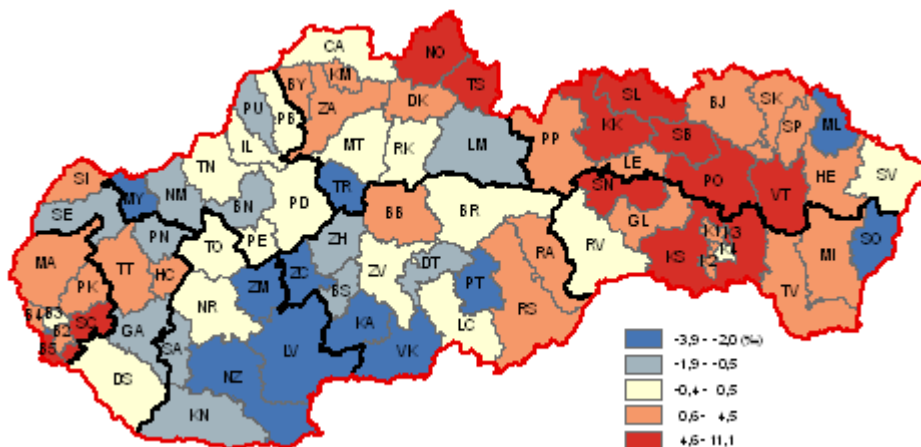 CA
NO
TS
BY
KM
ZA
DK
PU
PB
IL
MT
RK
LM
PP
KK
SL
SB
BJ
SK
SP
ML
LE
PO
VT
HE
SV
SI
MY
NM
TN
BN
PD
TR
SE
PN
TO
PE
BB
BR
SN
GL
RV
KS
SO
MI
TV
MA
TT
HC
PK
SC
B3
B2
B5
GA
SA
DS
KN
NR
ZM
ZC
ZH
BS
ZV
DT
PT
RA
RS
LC
KA
VK
LV
NZ
-3,9 - -2,0 (‰)
-1,9 - -0,5
-0,4 - 0,5
0,6 - 4,5
4,6 - 11,1